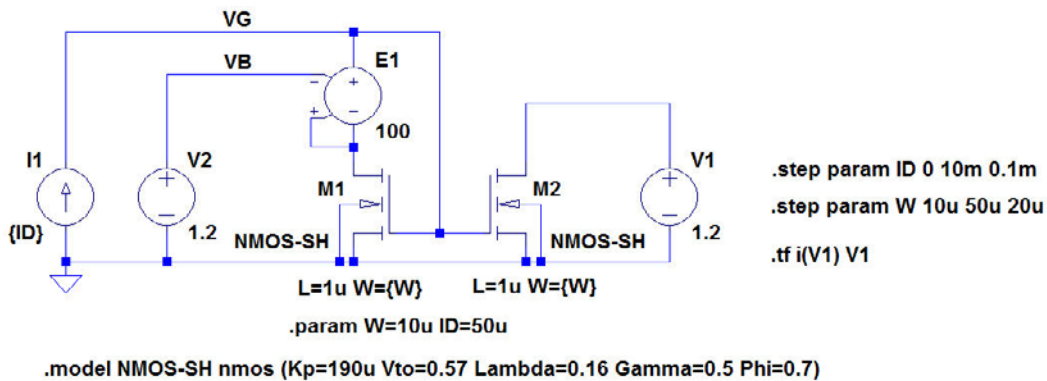 VG
VB
E1
100
I1
{ID}
V2
1.2
M1
NMOS-SH
L=1u W={W}
M2
NMOS-SH
L=1u W={W}
V1
1.2
.step param ID 0 10m 0.1m
.step param W 10u 50u 20u
.tf i(V1) V1
.param W=10u ID=50u
.model NMOS-SH nmos (Kp=190u Vto=0.57 Lambda=0.16 Gamma=0.5 Phi=0.7)